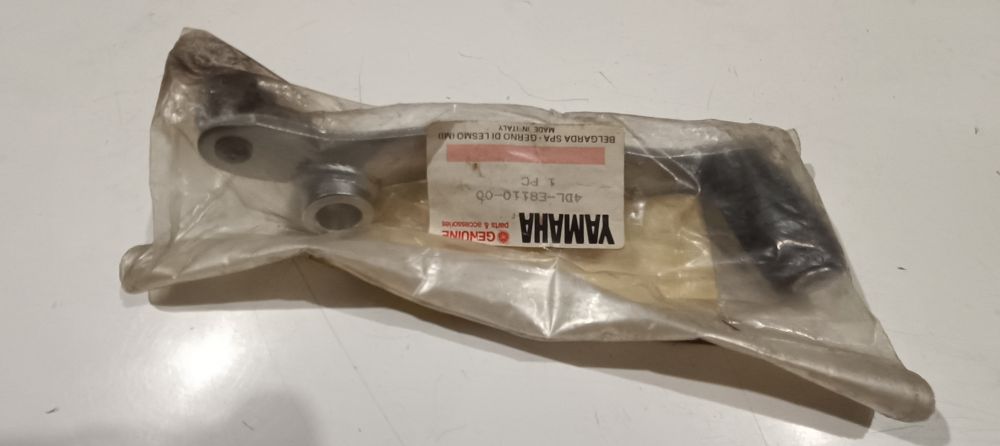 YAMAHA GENUINE
parts & accessories
4DL-E8110-00
1 PC
BELGARDA SPA - GERNO DI LESMO (MI)
MADE IN ITALY